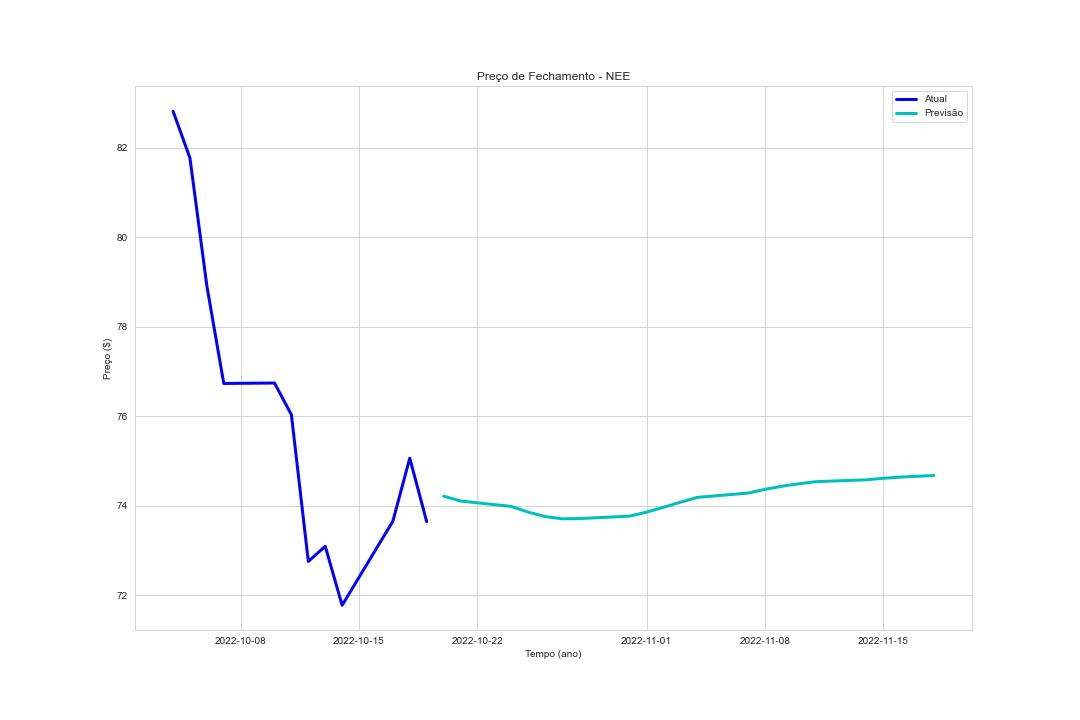 Preço de Fechamento - NEE
Atual
Previsão
82
80
78
76
74
72
Preço ($)
2022-10-08
2022-10-15
2022-10-22
2022-11-01
2022-11-08
2022-11-15
Tempo (ano)